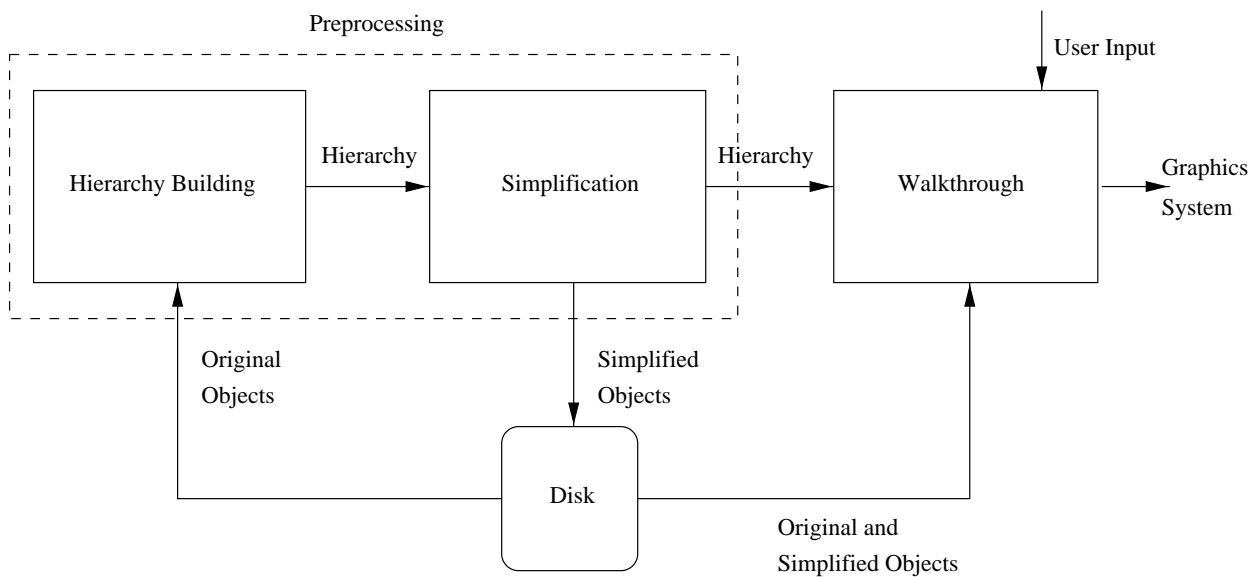 Preprocessing
User Input
Hierarchy
Hierarchy
Hierarchy Building
Simplification
Walkthrough
Graphics
System
Original
Objects
Simplified
Objects
Disk
Original and
Simplified Objects